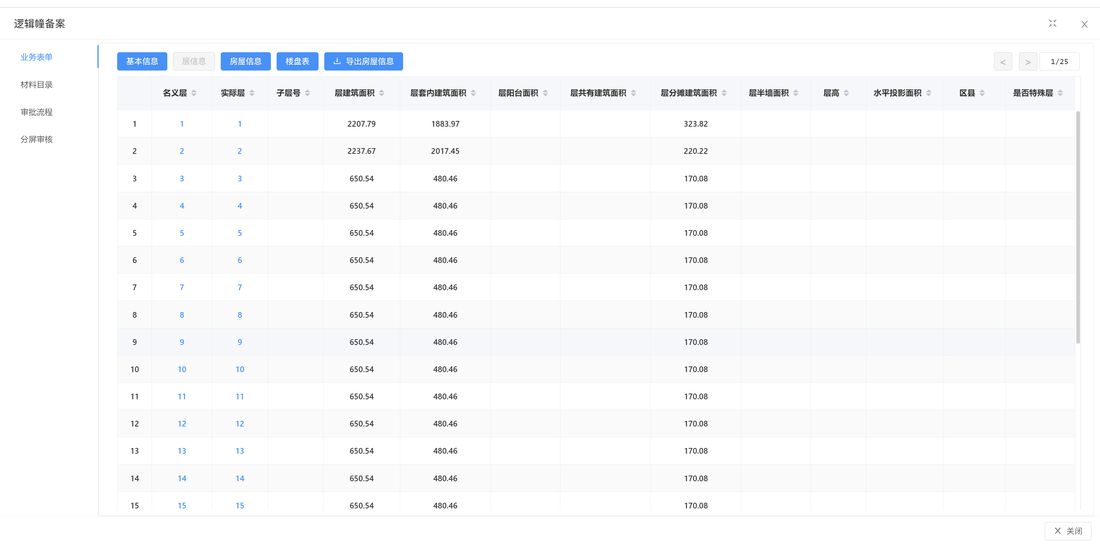 逻辑幢备案
业务表单
材料目录
审批流程
分屏审核
基本信息 层信息 房屋信息 楼盘表 导出房屋信息 < > 1/25
名义层 实际层 子层号 层建筑面积 层套内建筑面积 层阳台面积 层共有建筑面积 层分摊建筑面积 层半墙面积 层高 水平投影面积 区县 是否特殊层
1 1 1 2207.79 1883.97 323.82
2 2 2 2237.67 2017.45 220.22
3 3 3 650.54 480.46 170.08
4 4 4 650.54 480.46 170.08
5 5 5 650.54 480.46 170.08
6 6 6 650.54 480.46 170.08
7 7 7 650.54 480.46 170.08
8 8 8 650.54 480.46 170.08
9 9 9 650.54 480.46 170.08
10 10 10 650.54 480.46 170.08
11 11 11 650.54 480.46 170.08
12 12 12 650.54 480.46 170.08
13 13 13 650.54 480.46 170.08
14 14 14 650.54 480.46 170.08
15 15 15 650.54 480.46 170.08
关闭